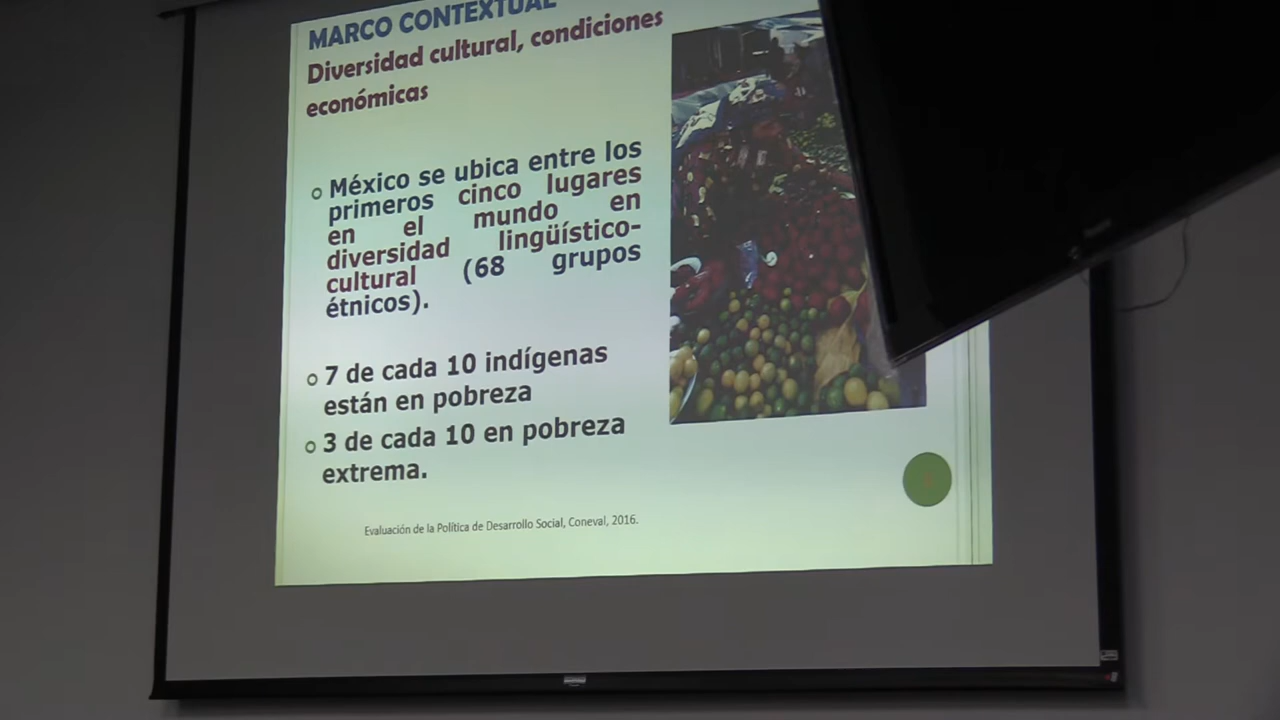 MARCO CONTEXTUAL
Diversidad cultural, condiciones
económicas
México se ubica entre los
primeros cinco lugares
en el mundo en
diversidad lingüístico-
cultural (68 grupos
étnicos).
7 de cada 10 indígenas
están en pobreza
3 de cada 10 en pobreza
extrema.
Evaluación de la Política de Desarrollo Social, Coneval, 2016.